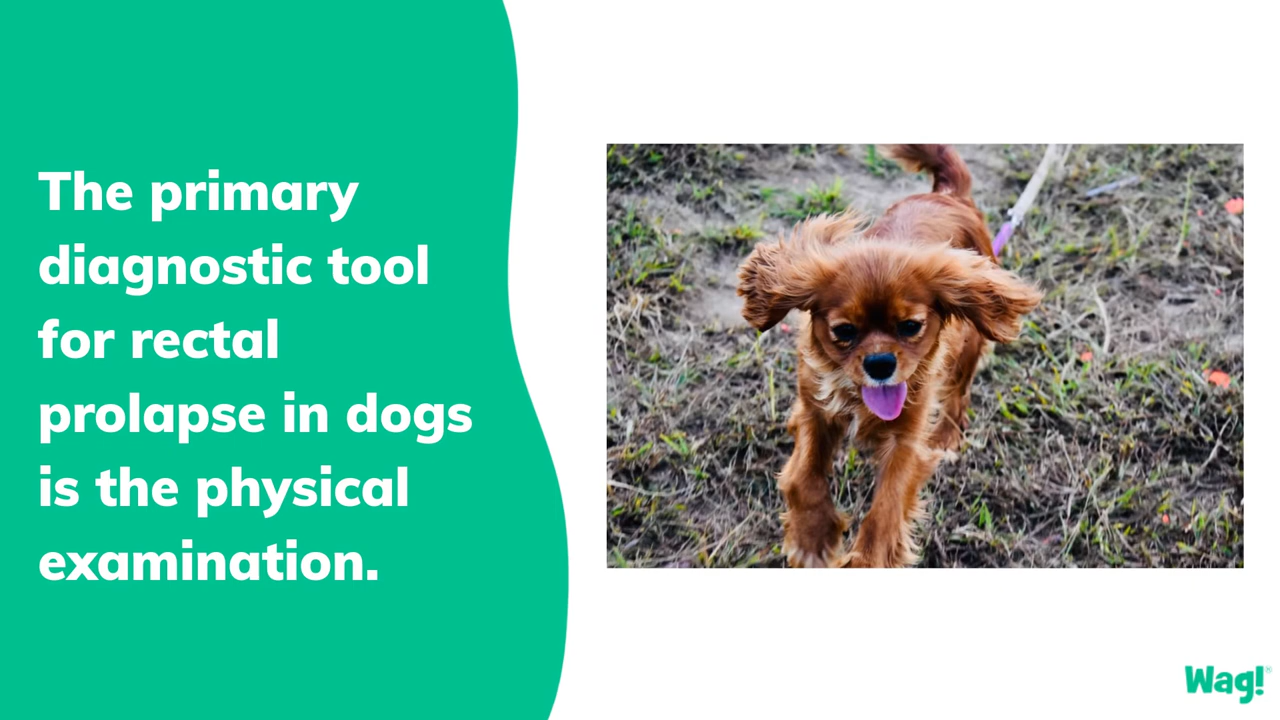 The primary
diagnostic tool
for rectal
prolapse in dogs
is the physical
examination.
Wag!®